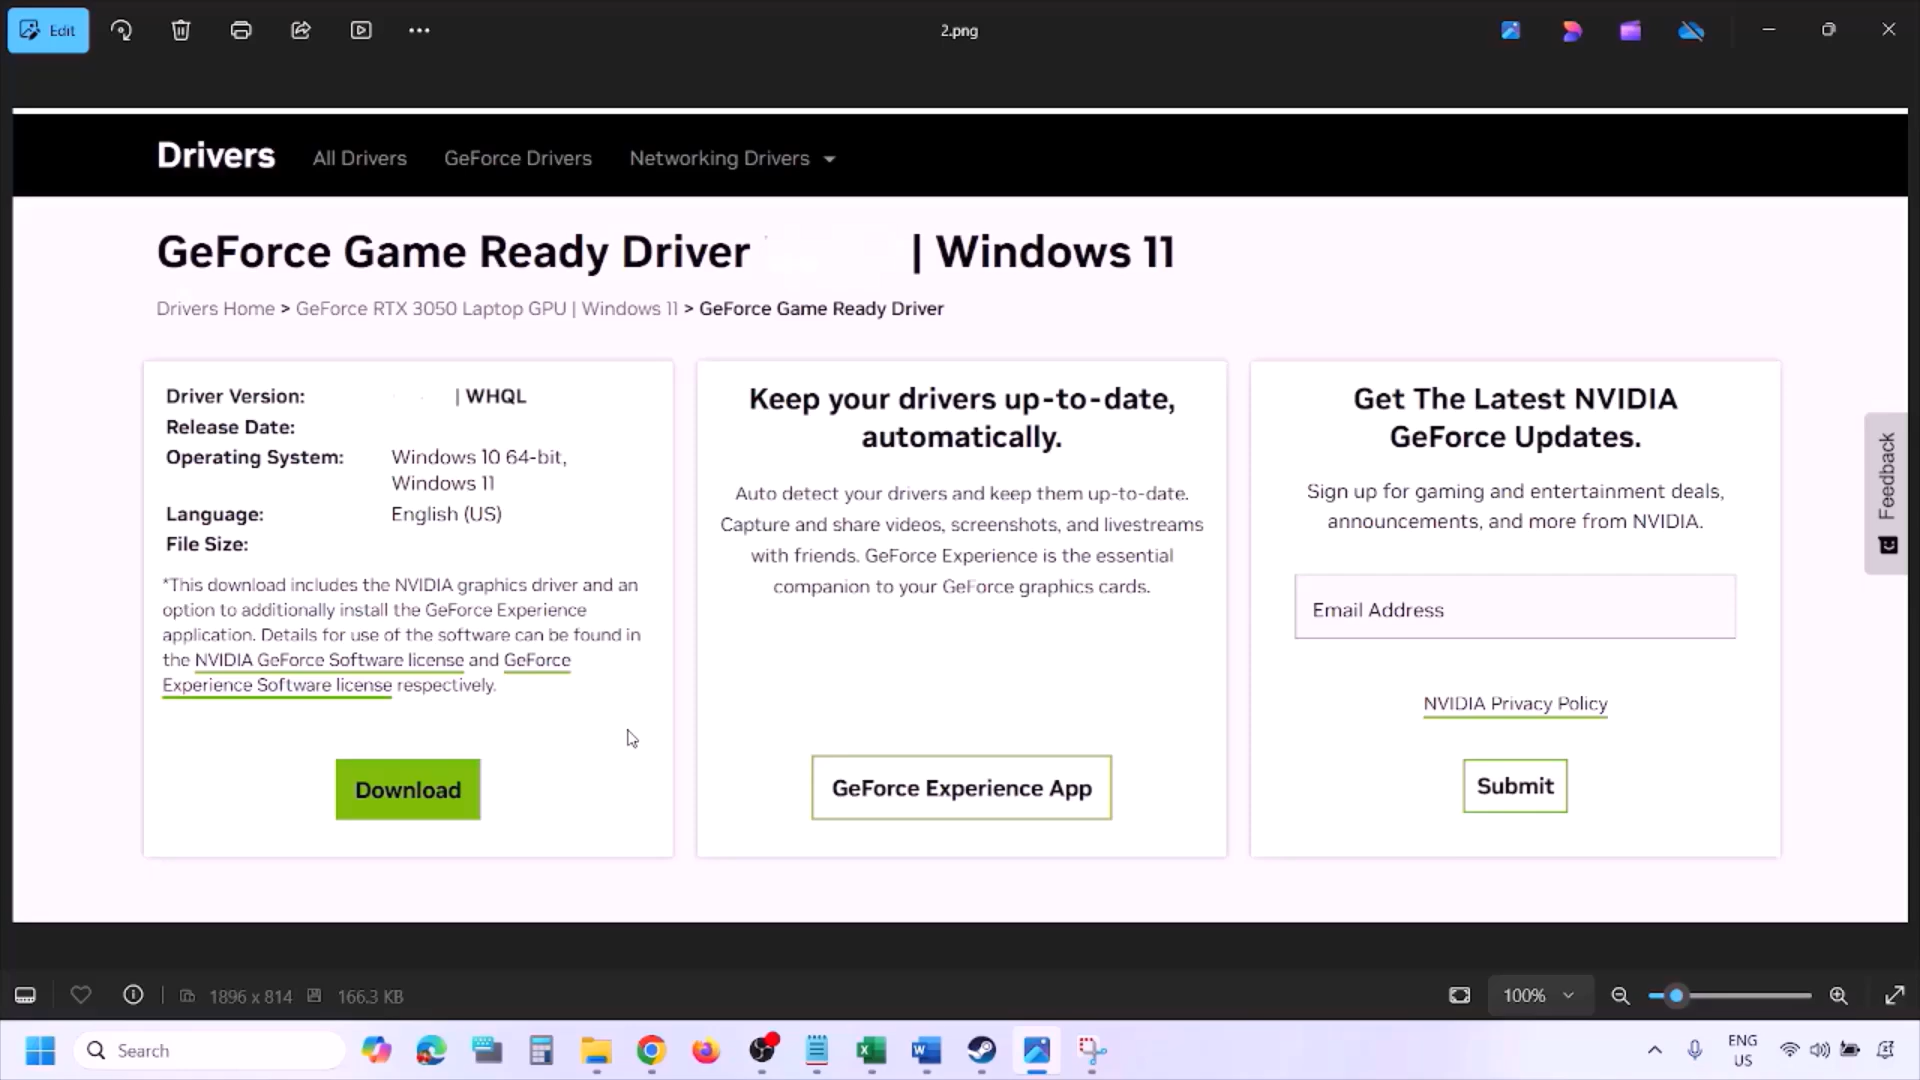 Edit
2.png
Drivers All Drivers GeForce Drivers Networking Drivers
GeForce Game Ready Driver | Windows 11
Drivers Home > GeForce RTX 3050 Laptop GPU | Windows 11 > GeForce Game Ready Driver
Driver Version: | WHQL
Release Date:
Operating System: Windows 10 64-bit,
Windows 11
Language: English (US)
File Size:
*This download includes the NVIDIA graphics driver and an
option to additionally install the GeForce Experience
application. Details for use of the software can be found in
the NVIDIA GeForce Software license and GeForce
Experience Software license respectively.
Download
Keep your drivers up-to-date,
automatically.
Auto detect your drivers and keep them up-to-date.
Capture and share videos, screenshots, and livestreams
with friends. GeForce Experience is the essential
companion to your GeForce graphics cards.
GeForce Experience App
Get The Latest NVIDIA
GeForce Updates.
Sign up for gaming and entertainment deals,
announcements, and more from NVIDIA.
Email Address
NVIDIA Privacy Policy
Submit
Feedback
1896 x 814 166.3 KB
100%
Search
ENG
US